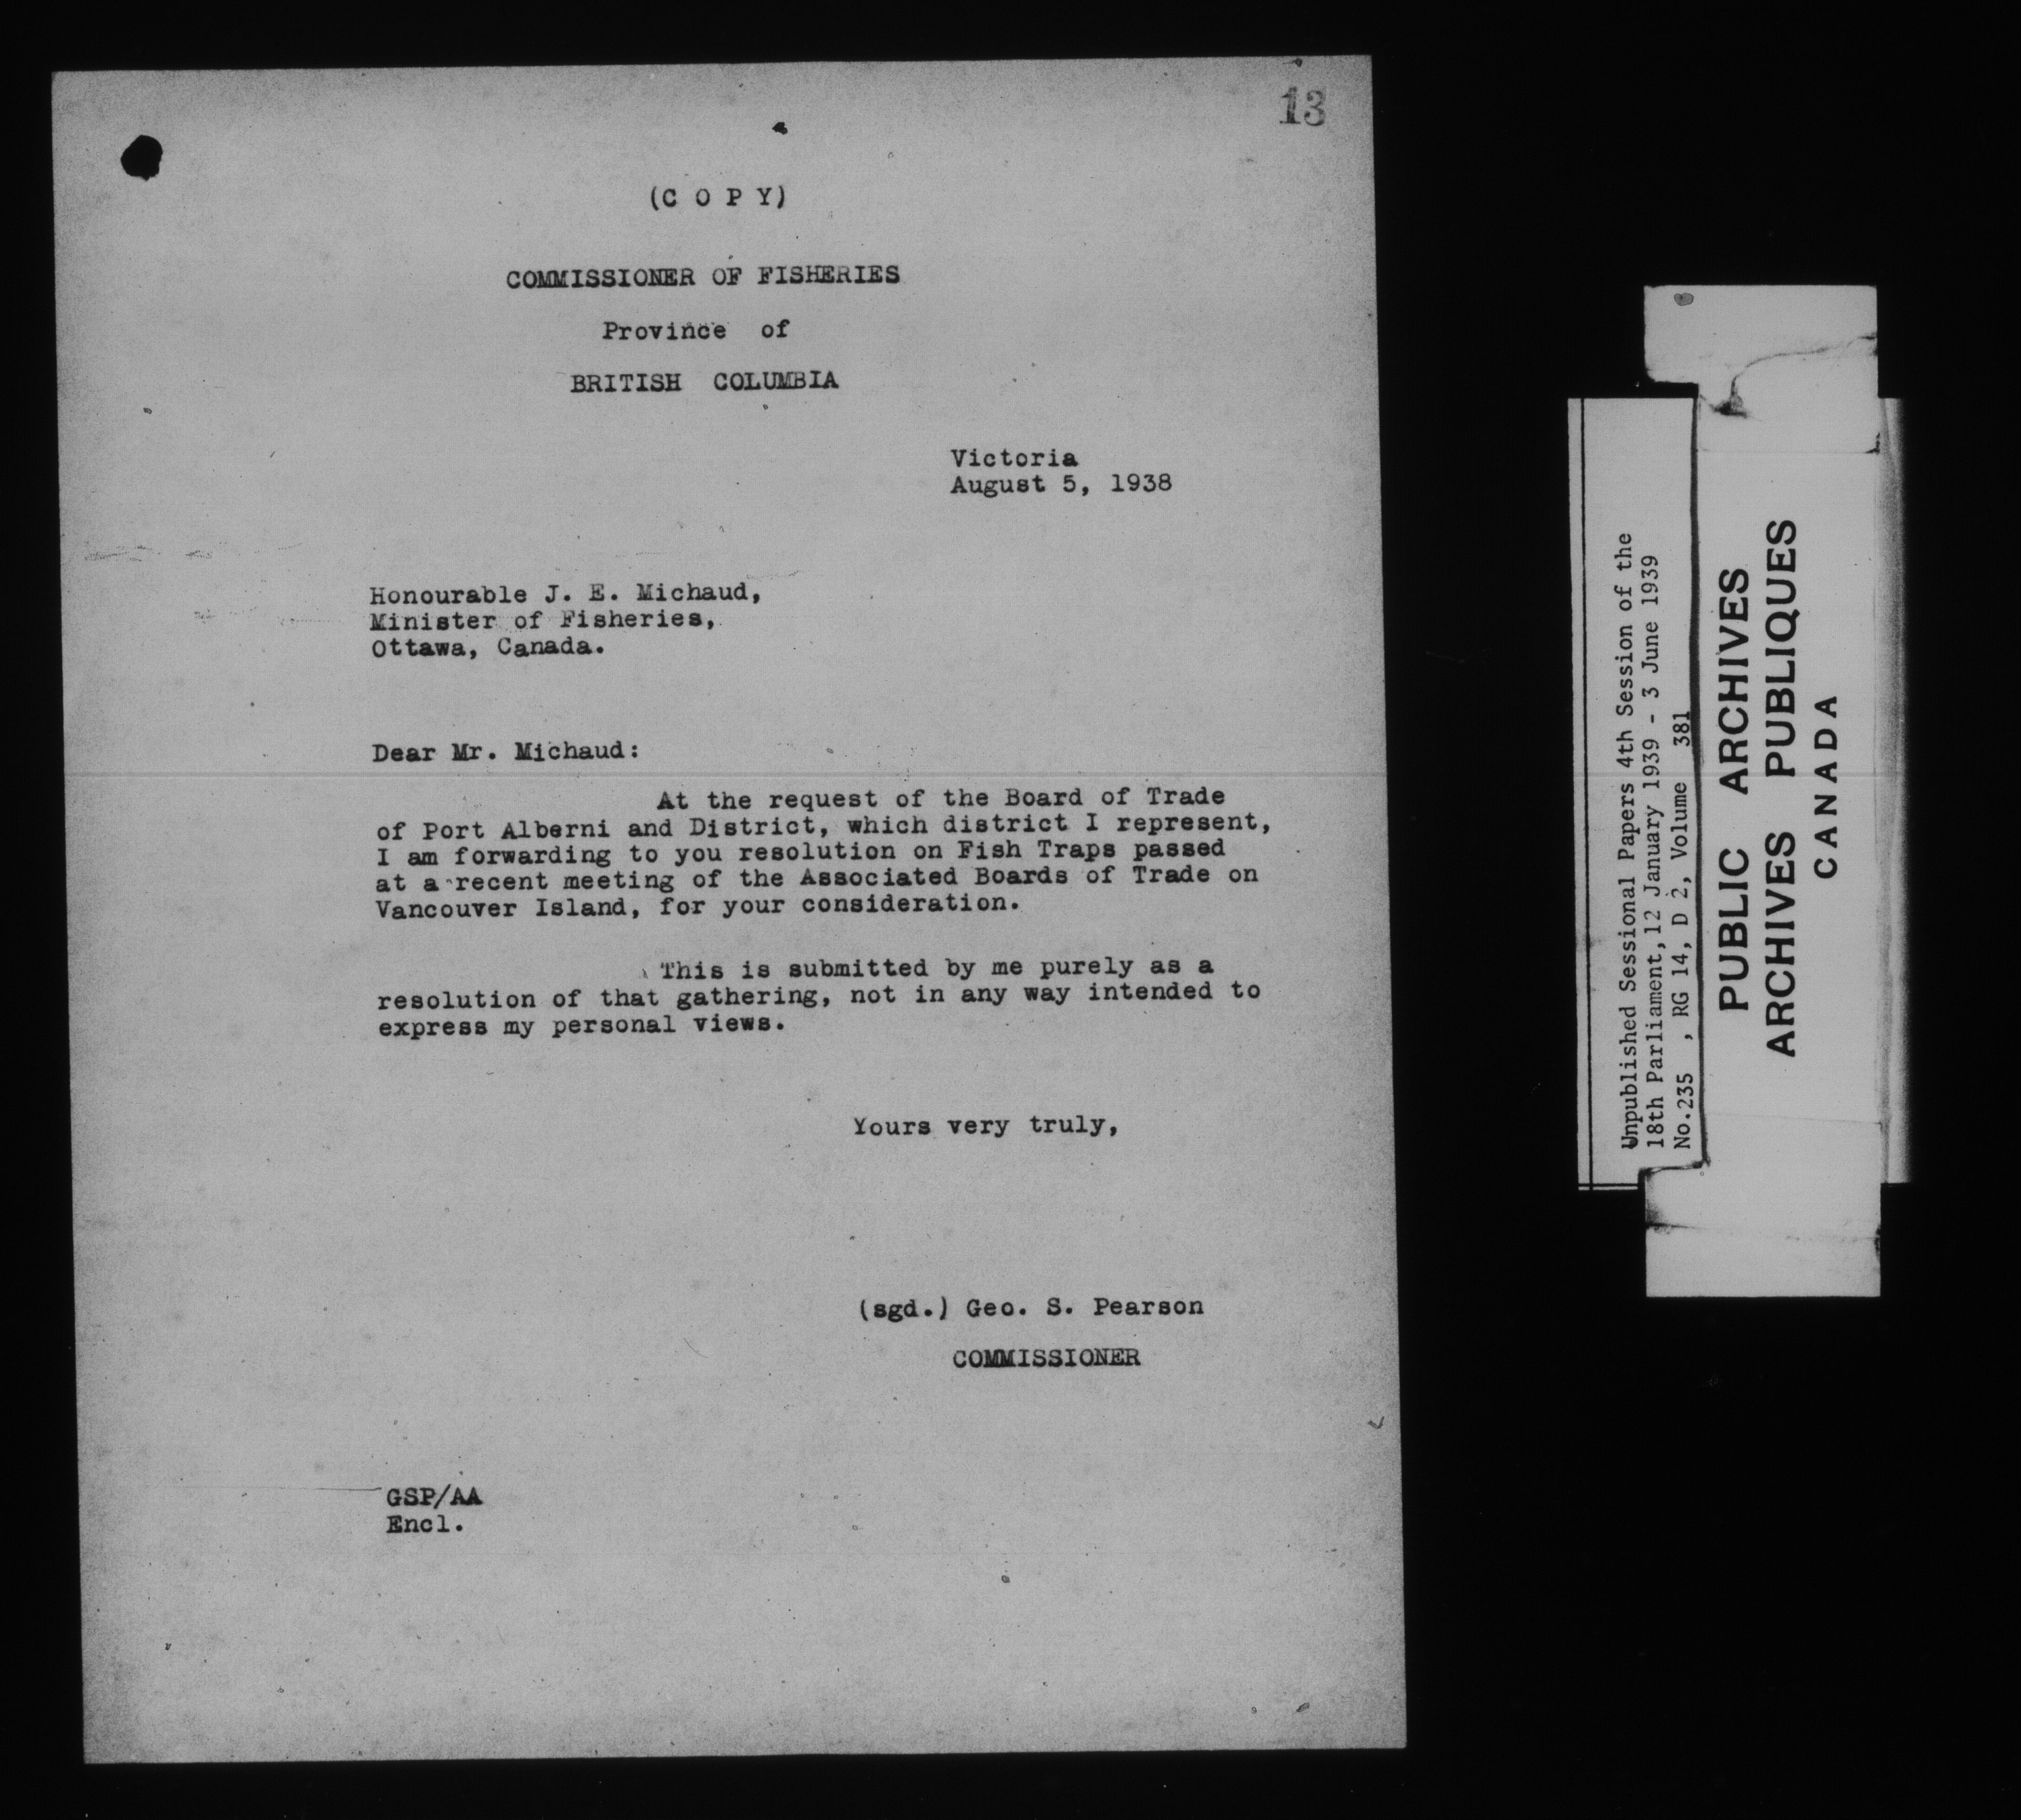 13
(C O P Y)
COMMISSIONER OF FISHERIES
Province of
BRITISH COLUMBIA
Victoria
August 5, 1938
Honourable J. E. Michaud,
Minister of Fisheries,
Ottawa, Canada.
Dear Mr. Michaud:
At the request of the Board of Trade
of Port Alberni and District, which district I represent,
I am forwarding to you resolution on Fish Traps passed
at a recent meeting of the Associated Boards of Trade on
Vancouver Island, for your consideration.
This is submitted by me purely as a
resolution of that gathering, not in any way intended to
express my personal views.
Yours very truly,
(sgd.) Geo. S. Pearson
COMMISSIONER
GSP/AA
Encl.
Unpublished Sessional Papers 4th Session of the
18th Parliament,12 January 1939 - 3 June 1939
No.235 , RG 14, D 2, Volume 381
PUBLIC ARCHIVES
ARCHIVES PUBLIQUES
CANADA